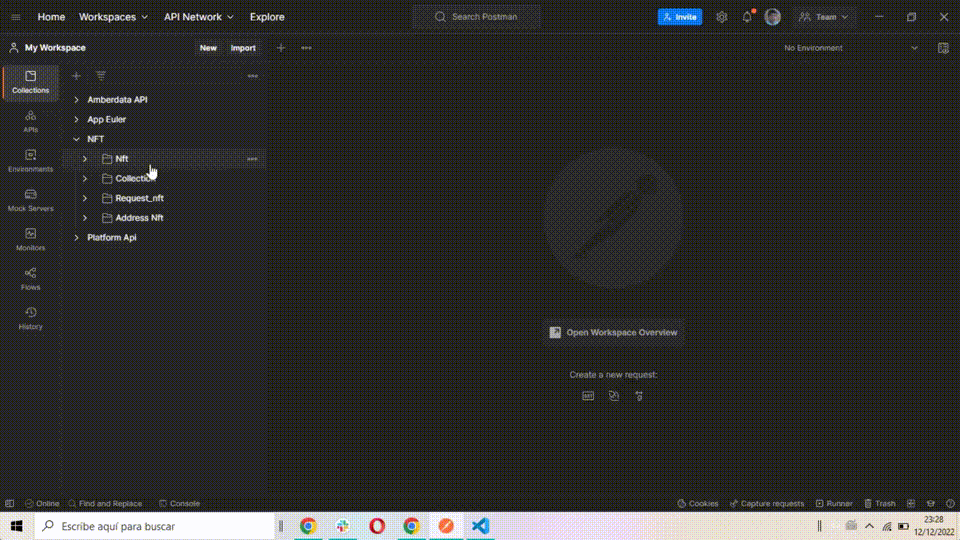 Home Workspaces API Network Explore Search Postman Invite Team
My Workspace New Import No Environment
Collections
APIs
Environments
Mock Servers
Monitors
Flows
History
Amberdata API
App Euler
NFT
Nft
Collection
Request_nft
Address Nft
Platform Api
Open Workspace Overview
Create a new request:
Online Find and Replace Console Cookies Capture requests Runner Trash
Escribe aquí para buscar
23:28
12/12/2022